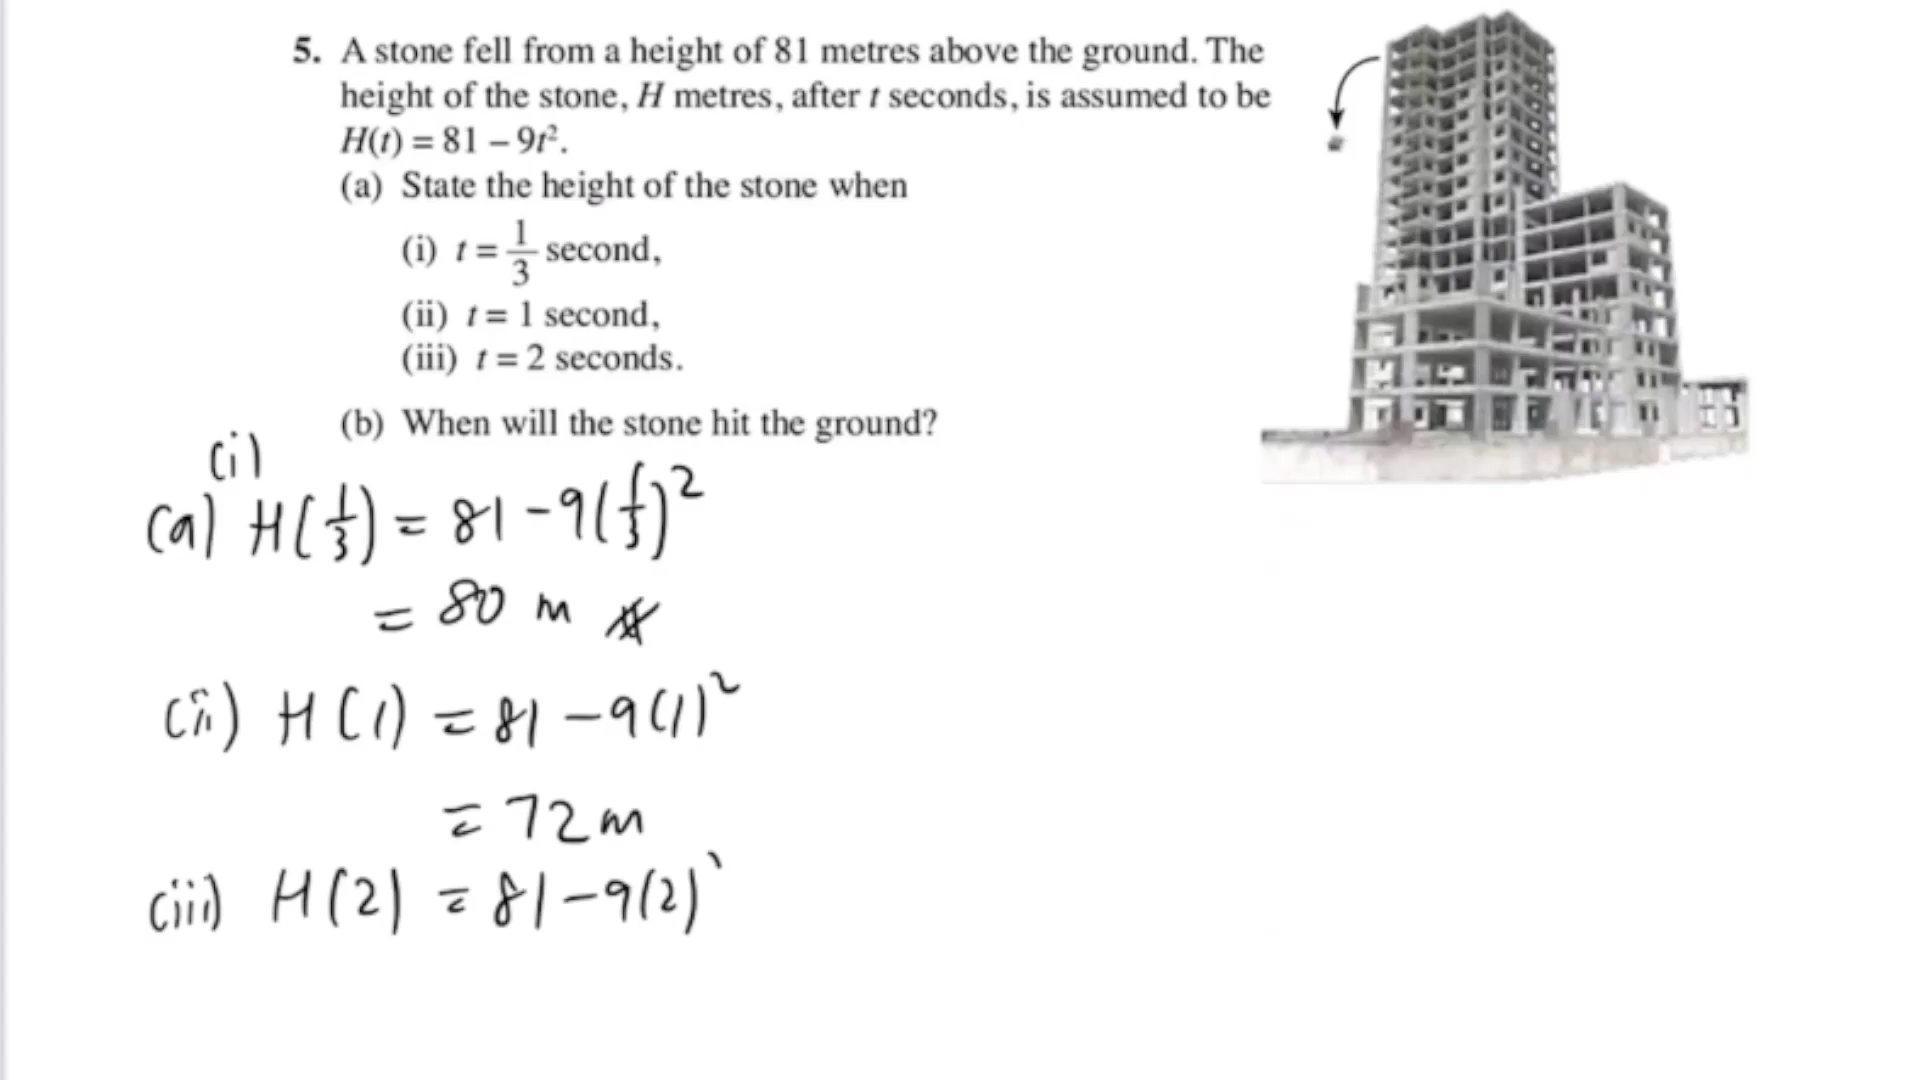 5. A stone fell from a height of 81 metres above the ground. The
height of the stone, H metres, after t seconds, is assumed to be
H(t) = 81 – 9t².
(a) State the height of the stone when
(i) t = 1/3 second,
(ii) t = 1 second,
(iii) t = 2 seconds.
(b) When will the stone hit the ground?
(i)
(a) H(1/3) = 81 - 9(1/3)²
= 80 m
(ii) H(1) = 81 - 9(1)²
= 72m
(iii) H(2) = 81 - 9(2)